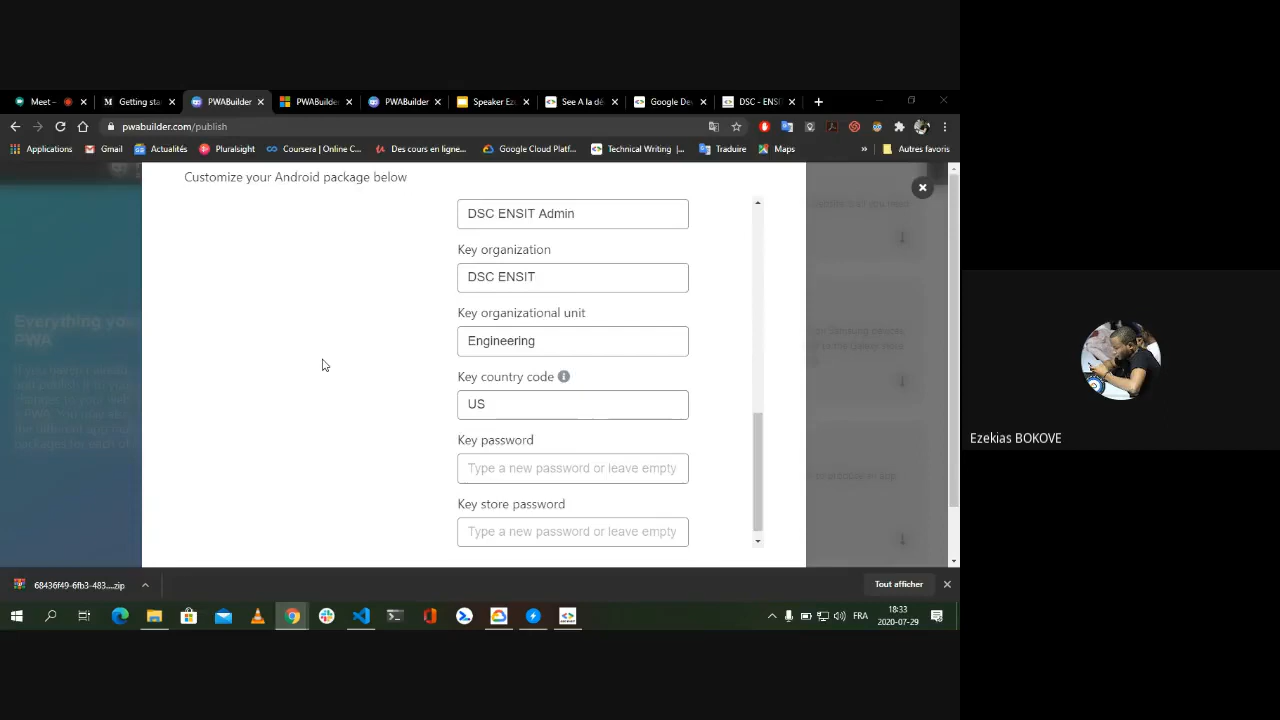 Meet –
Getting sta
PWABuilder
PWABuilde
PWABuilder
Speaker Ez
See A la dé
Google De
DSC - ENSI
pwabuilder.com/publish
Applications
Gmail
Actualités
Pluralsight
Coursera | Online C...
Des cours en ligne...
Google Cloud Platf...
Technical Writing |...
Traduire
Maps
»
Autres favoris
Customize your Android package below
DSC ENSIT Admin
Key organization
DSC ENSIT
Key organizational unit
Engineering
Key country code
US
Key password
Type a new password or leave empty
Key store password
Type a new password or leave empty
Everything you
PWA
68436f49-6fb3-483....zip
Tout afficher
FRA
18:33
2020-07-29
Ezekias BOKOVE